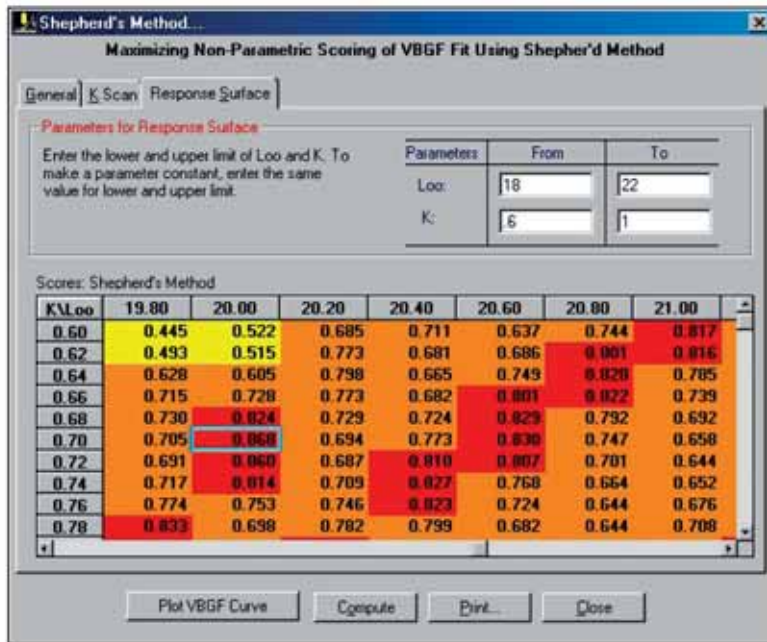 Shepherd's Method...
Maximizing Non-Parametric Scoring of VBGF Fit Using Shepher'd Method
General K Scan Response Surface
Parameters for Response Surface
Enter the lower and upper limit of Loo and K. To
make a parameter constant, enter the same
value for lower and upper limit.
Parameters From To
Loo: 18 22
K: .6 1
Scores: Shepherd's Method
K\Loo 19.80 20.00 20.20 20.40 20.60 20.80 21.00
0.60 0.445 0.522 0.685 0.711 0.637 0.744 0.817
0.62 0.493 0.515 0.773 0.681 0.686 0.801 0.816
0.64 0.628 0.605 0.798 0.665 0.749 0.828 0.785
0.66 0.715 0.728 0.773 0.682 0.801 0.822 0.739
0.68 0.730 0.824 0.729 0.724 0.829 0.792 0.692
0.70 0.705 0.868 0.694 0.773 0.830 0.747 0.658
0.72 0.691 0.860 0.687 0.810 0.807 0.701 0.644
0.74 0.717 0.814 0.709 0.827 0.768 0.664 0.652
0.76 0.774 0.753 0.746 0.823 0.724 0.644 0.676
0.78 0.833 0.698 0.782 0.799 0.682 0.644 0.708
Plot VBGF Curve Compute Print... Close